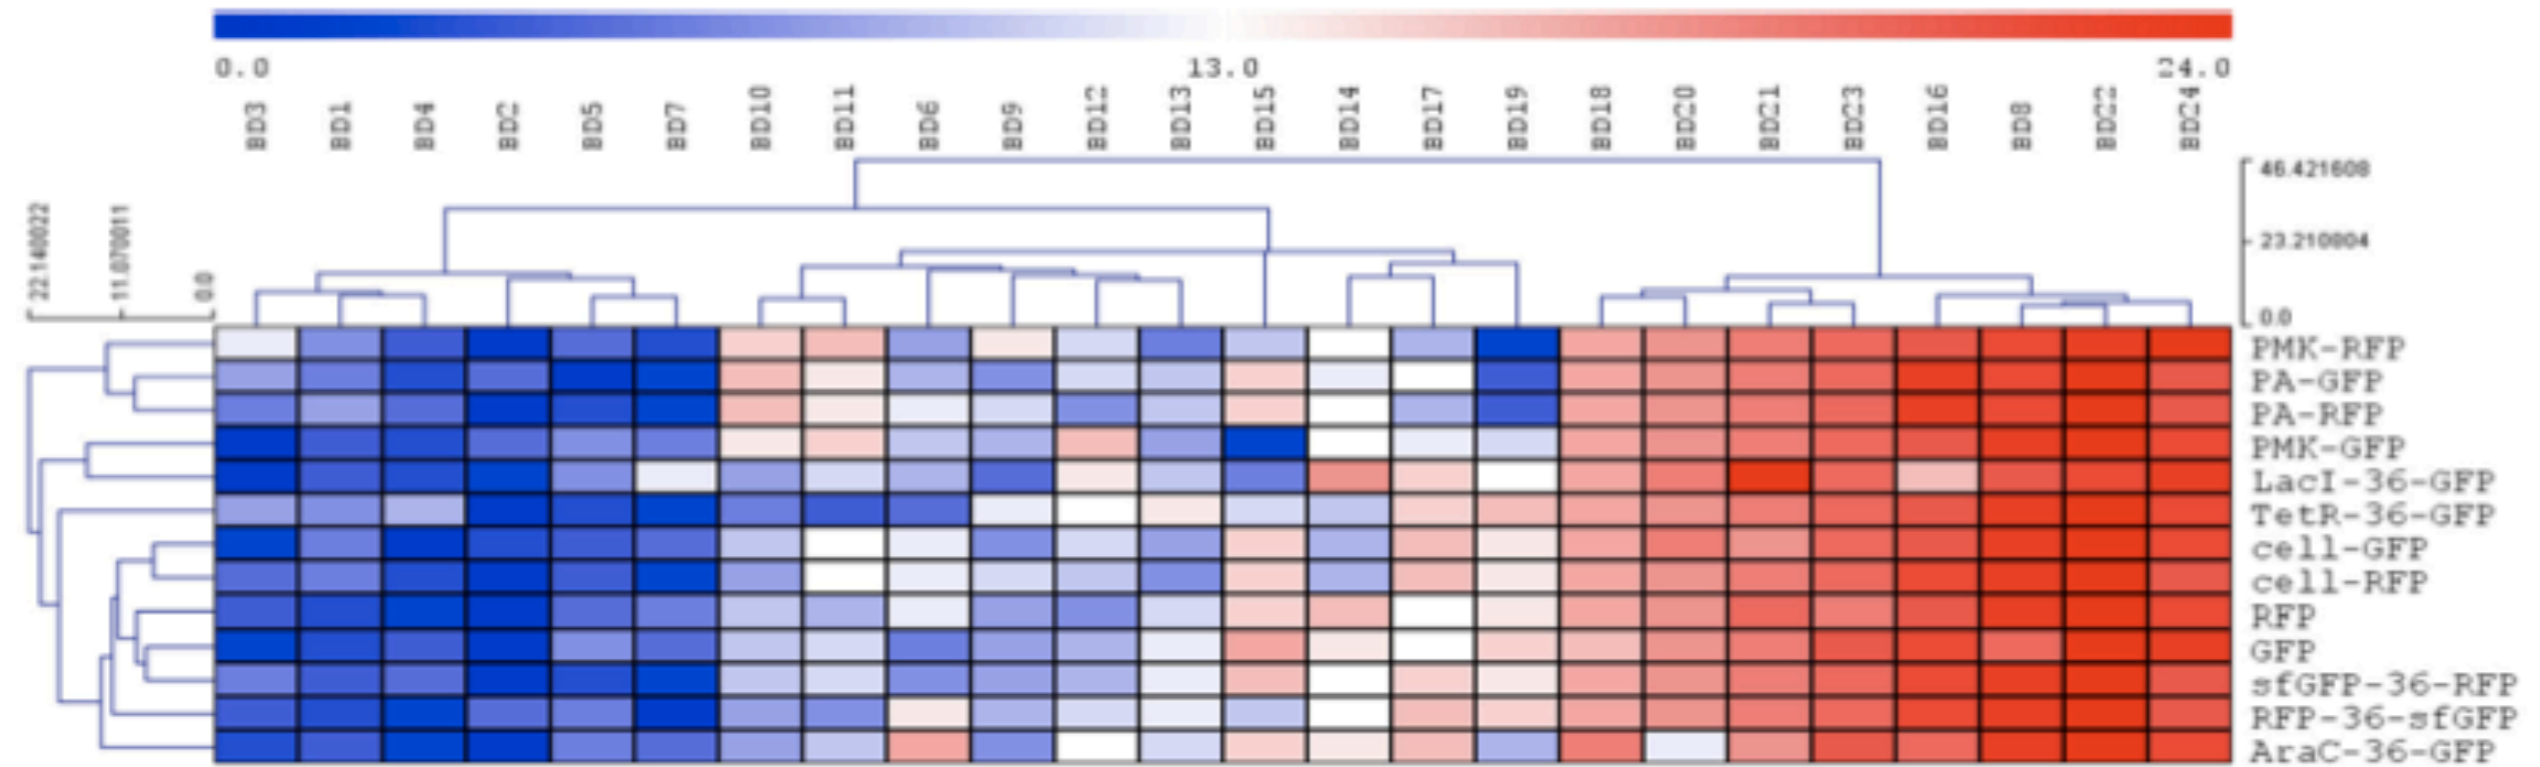 0.0 13.0 24.0
BD3 BD1 BD4 BD2 BD5 BD7 BD10 BD11 BD6 BD9 BD12 BD13 BD15 BD14 BD17 BD19 BD18 BD20 BD21 BD23 BD16 BD8 BD22 BD24
46.421608
23.210804
0.0
22.140022 11.070011 0.0
PMK-RFP
PA-GFP
PA-RFP
PMK-GFP
LacI-36-GFP
TetR-36-GFP
cell-GFP
cell-RFP
RFP
GFP
sfGFP-36-RFP
RFP-36-sfGFP
AraC-36-GFP